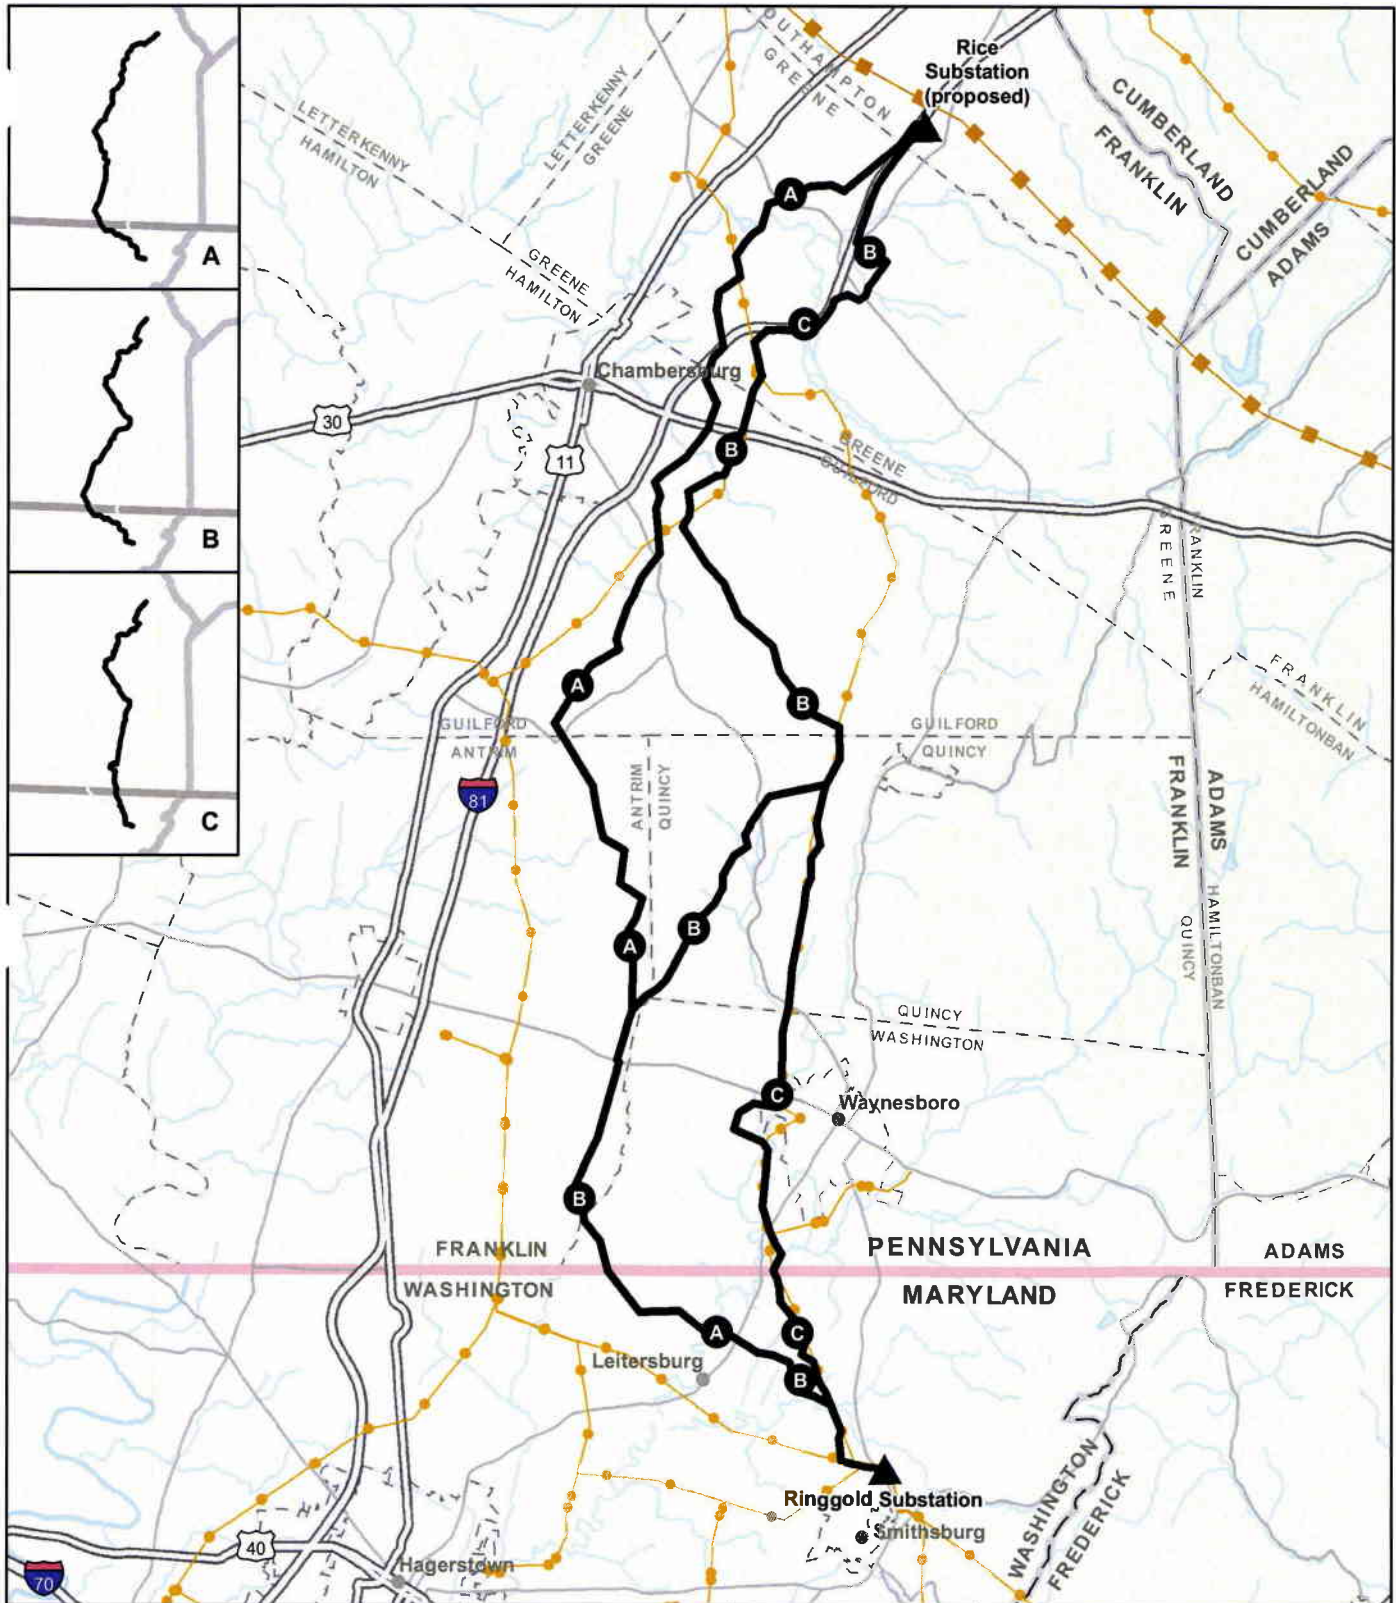 A
B
C
Rice
Substation
(proposed)
SOUTHAMPTON
GREENE
LETTERKENNY
GREENE
LETTERKENNY
HAMILTON
GREENE
HAMILTON
CUMBERLAND
FRANKLIN
CUMBERLAND
ADAMS
A
B
C
Chambersburg
30
11
B
GUILFORD
FRANKLIN
FRANKLIN
HAMILTONBAN
A
B
GUILFORD
ANTRIM
GUILFORD
QUINCY
81
ANTRIM
QUINCY
FRANKLIN
ADAMS
HAMILTONBAN
QUINCY
A
B
QUINCY
WASHINGTON
C
Waynesboro
B
FRANKLIN
WASHINGTON
PENNSYLVANIA
MARYLAND
ADAMS
FREDERICK
A
C
Leitersburg
B
Ringgold Substation
Smithsburg
WASHINGTON
FREDERICK
40
70
Hagerstown